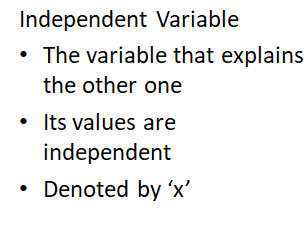 Independent Variable
• The variable that explains
the other one
• Its values are
independent
• Denoted by ‘x’